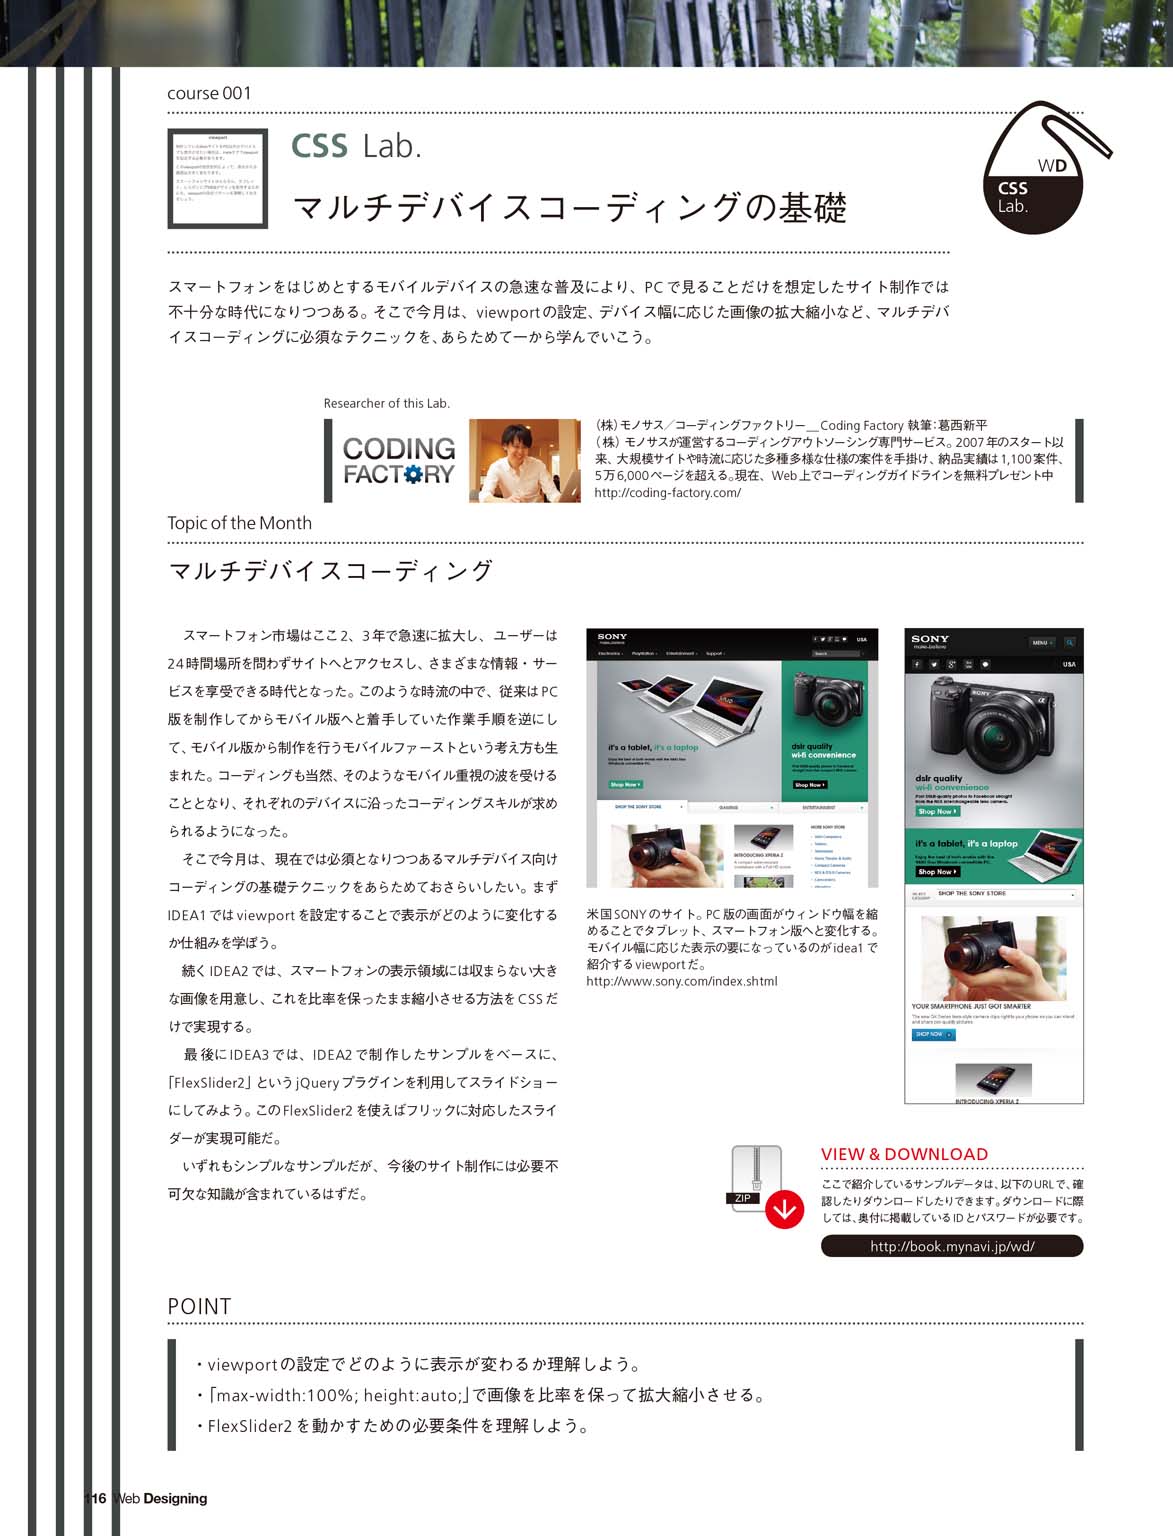 course 001
viewport
CSS Lab.
マルチデバイスコーディングの基礎
WD
CSS
Lab.
スマートフォンをはじめとするモバイルデバイスの急速な普及により、PCで見ることだけを想定したサイト制作では
不十分な時代になりつつある。そこで今月は、viewportの設定、デバイス幅に応じた画像の拡大縮小など、マルチデバ
イスコーディングに必須なテクニックを、あらためて一から学んでいこう。
Researcher of this Lab.
CODING
FACTORY
（株）モノサス／コーディングファクトリー__Coding Factory 執筆：葛西新平
（株）モノサスが運営するコーディングアウトソーシング専門サービス。2007年のスタート以
来、大規模サイトや時流に応じた多種多様な仕様の案件を手掛け、納品実績は1,100案件、
5万6,000ページを超える。現在、Web上でコーディングガイドラインを無料プレゼント中
http://coding-factory.com/
Topic of the Month
マルチデバイスコーディング
スマートフォン市場はここ2、3年で急速に拡大し、ユーザーは
24時間場所を問わずサイトへとアクセスし、さまざまな情報・サー
ビスを享受できる時代となった。このような時流の中で、従来はPC
版を制作してからモバイル版へと着手していた作業手順を逆にし
て、モバイル版から制作を行うモバイルファーストという考え方も生
まれた。コーディングも当然、そのようなモバイル重視の波を受ける
こととなり、それぞれのデバイスに沿ったコーディングスキルが求め
られるようになった。
そこで今月は、現在では必須となりつつあるマルチデバイス向け
コーディングの基礎テクニックをあらためておさらいしたい。まず
IDEA1ではviewportを設定することで表示がどのように変化する
か仕組みを学ぼう。
続くIDEA2では、スマートフォンの表示領域には収まらない大き
な画像を用意し、これを比率を保ったまま縮小させる方法をCSSだ
けで実現する。
最後にIDEA3では、IDEA2で制作したサンプルをベースに、
「FlexSlider2」というjQueryプラグインを利用してスライドショー
にしてみよう。このFlexSlider2を使えばフリックに対応したスライ
ダーが実現可能だ。
いずれもシンプルなサンプルだが、今後のサイト制作には必要不
可欠な知識が含まれているはずだ。
SONY
make.believe
USA
Electronics
PlayStation
Entertainment
Support
Search
it's a tablet, it's a laptop
Shop Now
dslr quality
wi-fi convenience
Shop Now
SHOP THE SONY STORE
GAMING
ENTERTAINMENT
INTRODUCING XPERIA Z
MORE SONY STORE
米国SONYのサイト。PC版の画面がウィンドウ幅を縮
めることでタブレット、スマートフォン版へと変化する。
モバイル幅に応じた表示の要になっているのがidea1で
紹介するviewportだ。
http://www.sony.com/index.shtml
SONY
make.believe
MENU
USA
SONY
dslr quality
wi-fi convenience
Post DSLR-quality photos to Facebook straight
from the NEX interchangeable lens camera.
Shop Now
it's a tablet, it's a laptop
Shop Now
SHOP THE SONY STORE
YOUR SMARTPHONE JUST GOT SMARTER
SHOP NOW
INTRODUCING XPERIA Z
ZIP
VIEW & DOWNLOAD
ここで紹介しているサンプルデータは、以下のURLで、確
認したりダウンロードしたりできます。ダウンロードに際
しては、奥付に掲載しているIDとパスワードが必要です。
http://book.mynavi.jp/wd/
POINT
・viewportの設定でどのように表示が変わるか理解しよう。
・「max-width:100%; height:auto;」で画像を比率を保って拡大縮小させる。
・FlexSlider2を動かすための必要条件を理解しよう。
116 Web Designing